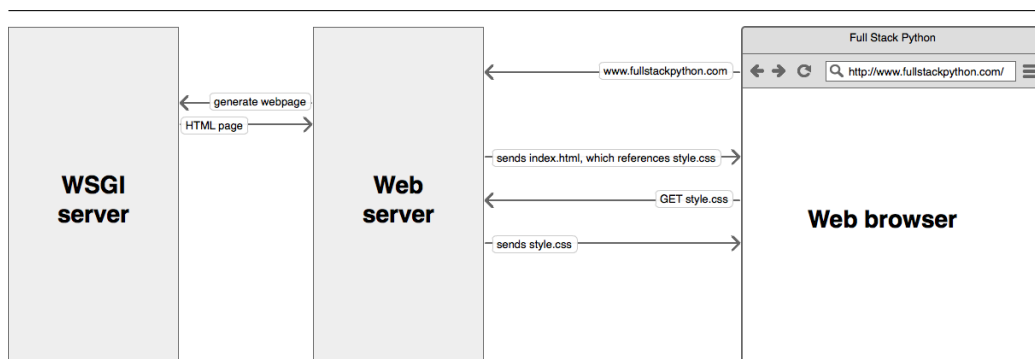 Full Stack Python
www.fullstackpython.com
http://www.fullstackpython.com/
generate webpage
HTML page
sends index.html, which references style.css
WSGI
server
Web
server
GET style.css
Web browser
sends style.css